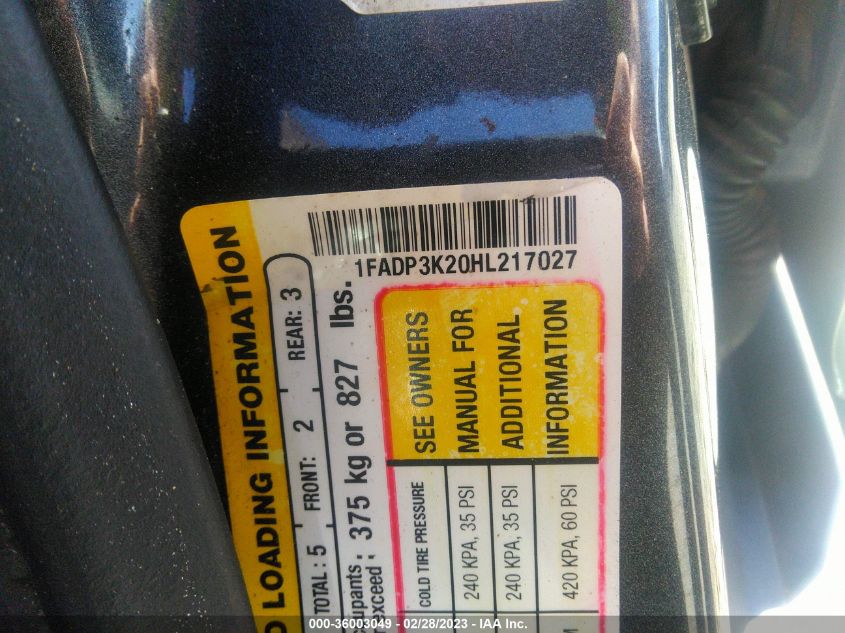 1FADP3K20HL217027
LOADING INFORMATION
TOTAL: 5 FRONT: 2 REAR: 3
exceed: 375 kg or 827 lbs.
COLD TIRE PRESSURE
240 KPA, 35 PSI
240 KPA, 35 PSI
420 KPA, 60 PSI
SEE OWNERS
MANUAL FOR
ADDITIONAL
INFORMATION
000-36003049 - 02/28/2023 - IAA Inc.